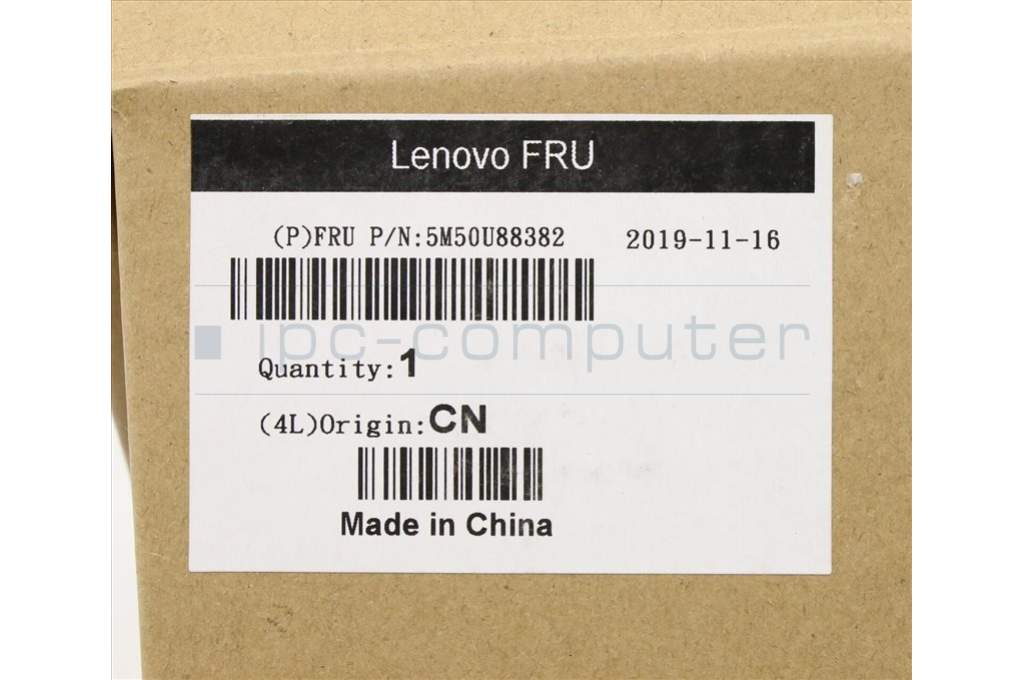 Lenovo FRU
(P)FRU P/N:5M50U88382 2019-11-16
ipc-computer
Quantity:1
(4L)Origin:CN
Made in China